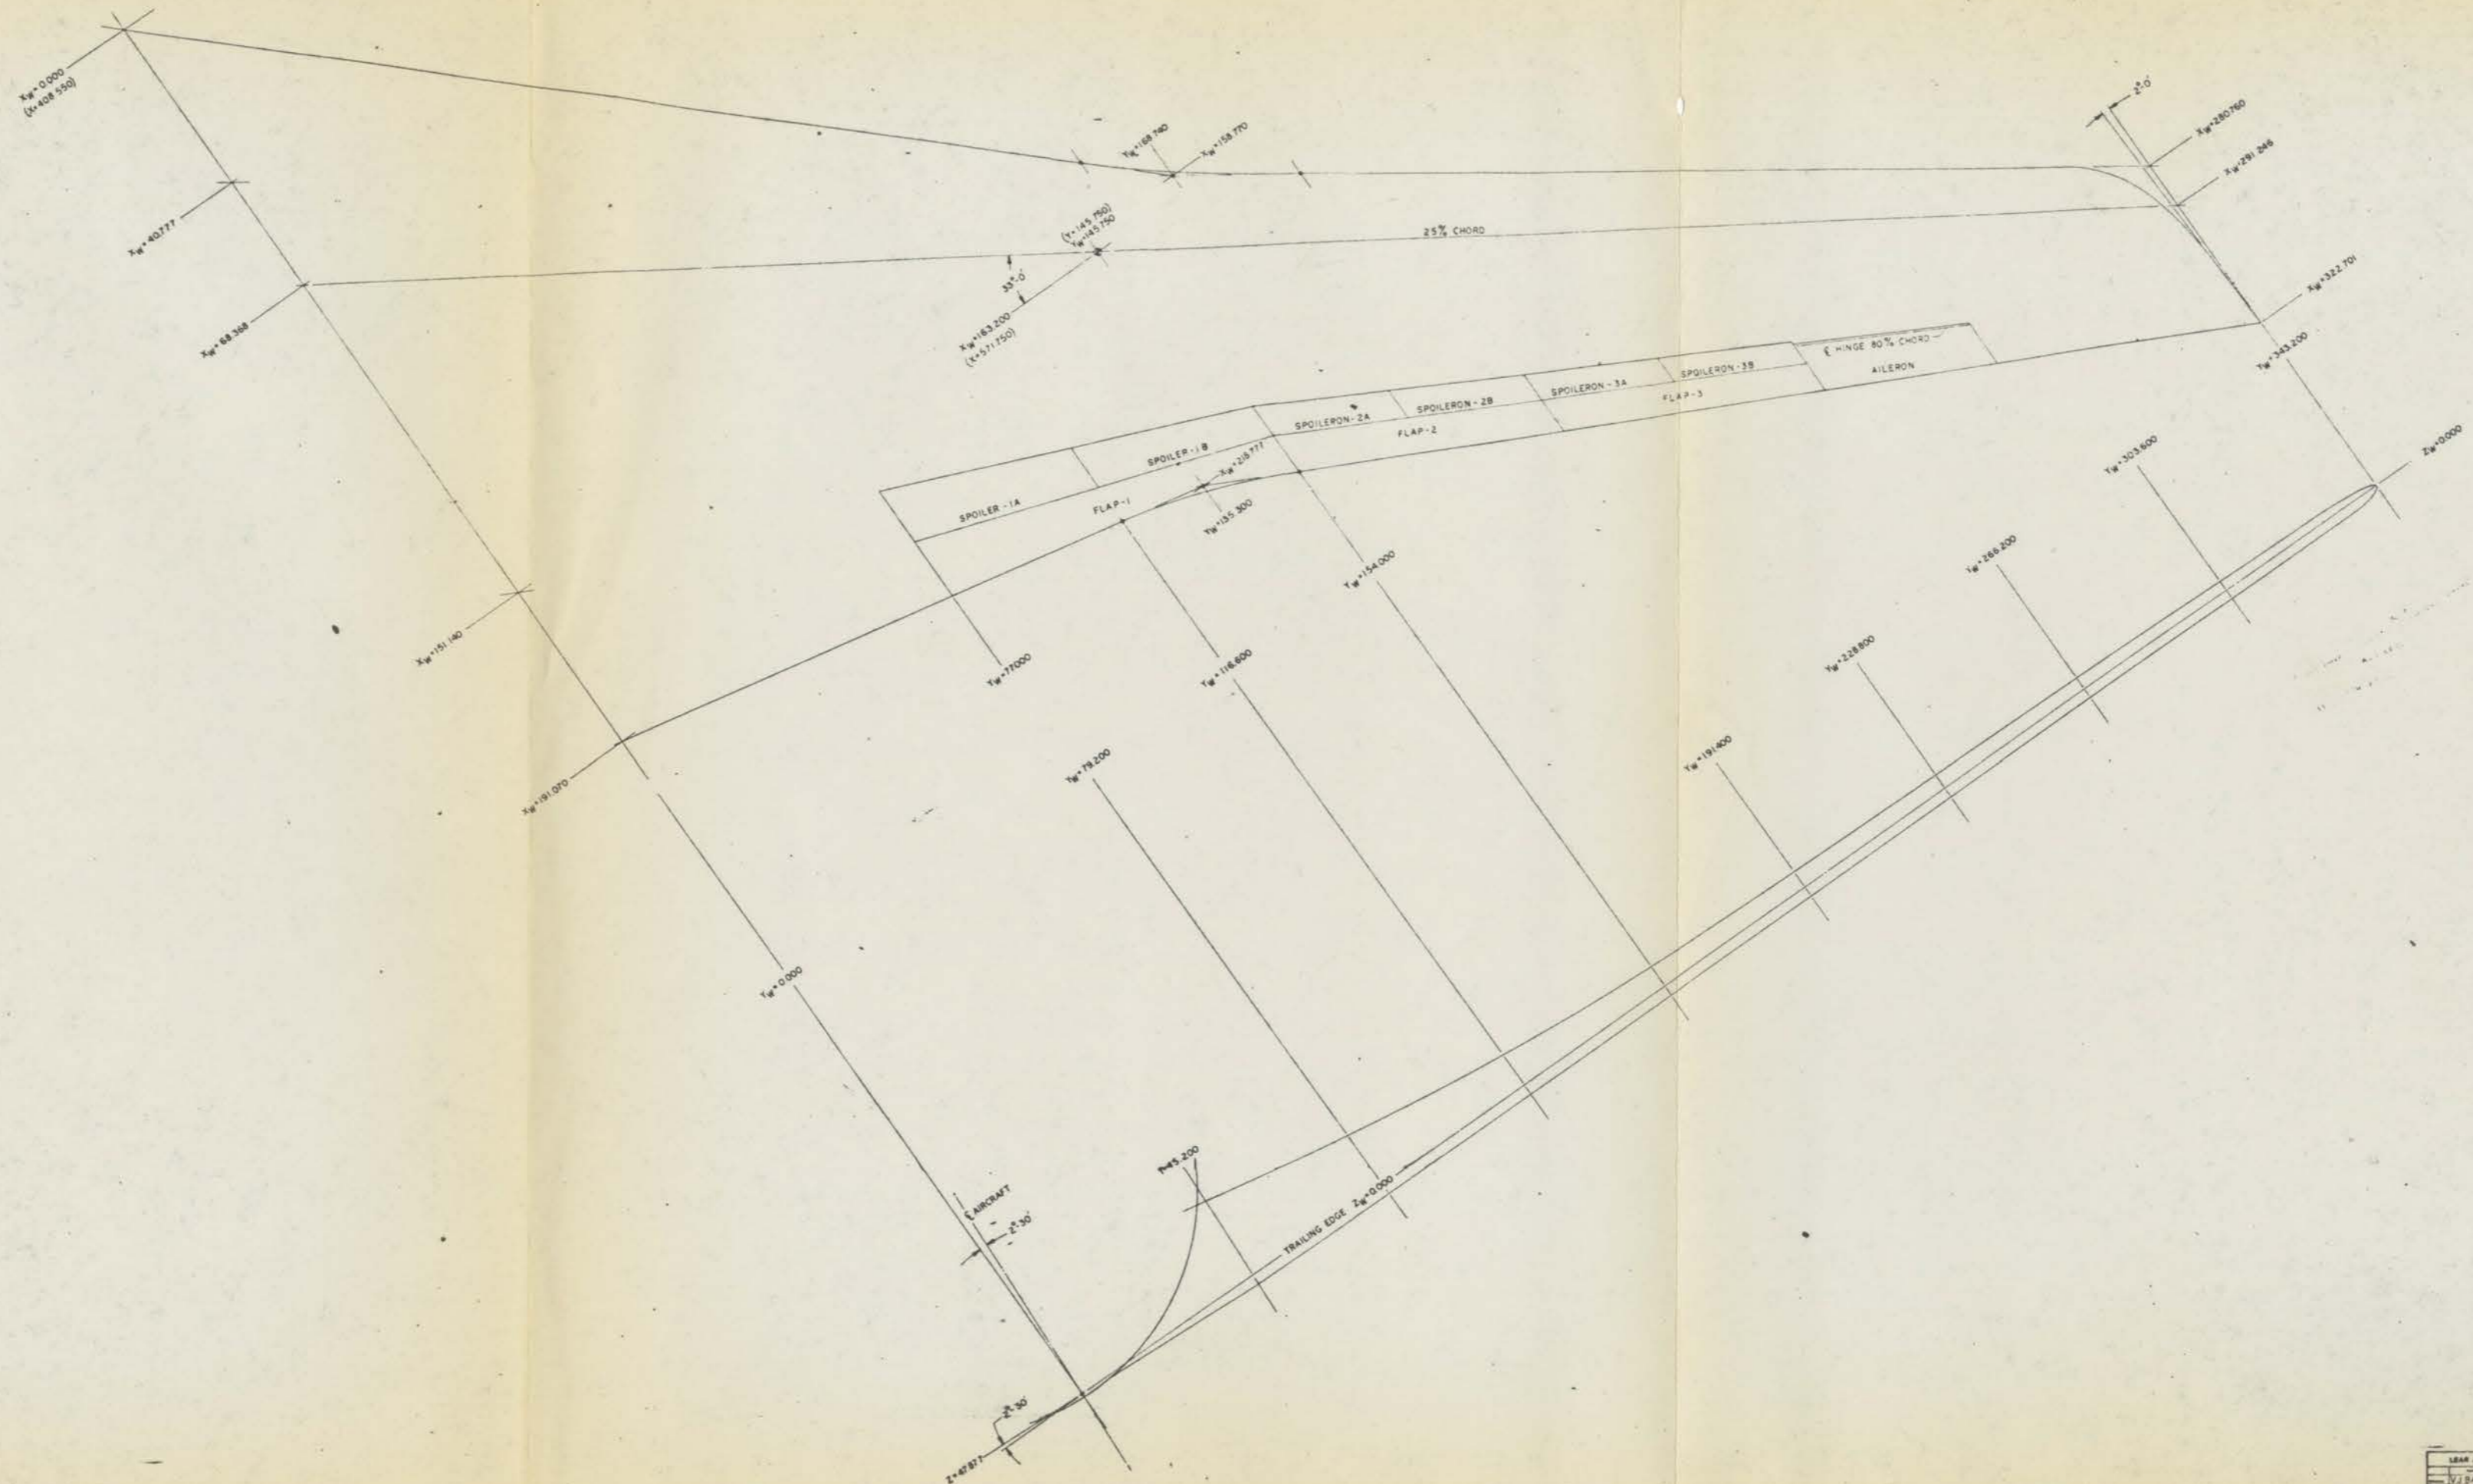 Xw=0.000
(X=408.550)
Xw=40.777
Xw=68.368
Xw=151.140
Xw=191.070
Yw=168.740
Xw=158.770
(Y=145.750)
Yw=145.750
33°-0'
Xw=163.200
(X=571.750)
25% CHORD
2°-0'
Xw=280.760
Xw=291.246
Xw=322.701
Yw=343.200
SPOILER-1A
SPOILER-1B
SPOILERON-2A
SPOILERON-2B
SPOILERON-3A
SPOILERON-3B
℄ HINGE 80% CHORD
AILERON
FLAP-1
FLAP-2
FLAP-3
Yw=135.300
Yw=154.000
Yw=77.000
Yw=116.600
Yw=79.200
Yw=0.000
Yw=191.400
Yw=228.800
Yw=266.200
Yw=303.600
Zw=0.000
℄ AIRCRAFT
2°-30'
Y=45.200
TRAILING EDGE Zw=0.000
2°-30'
LEAR